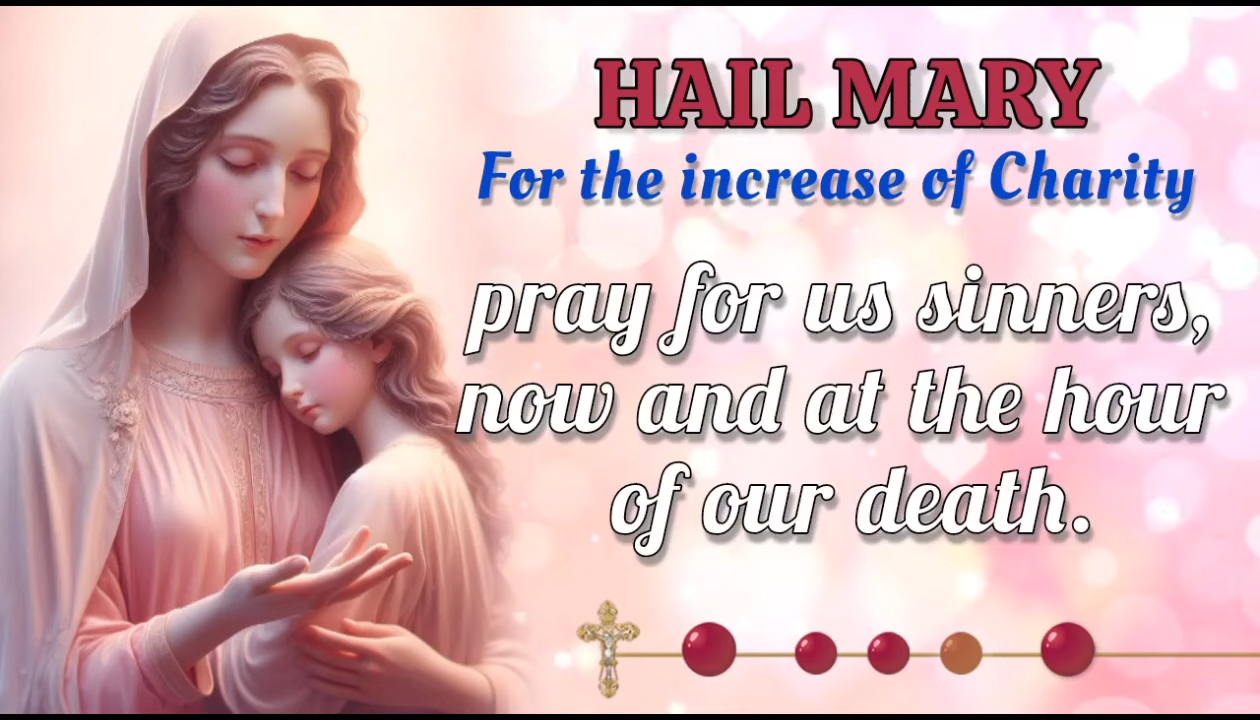 HAIL MARY
For the increase of Charity
pray for us sinners,
now and at the hour
of our death.